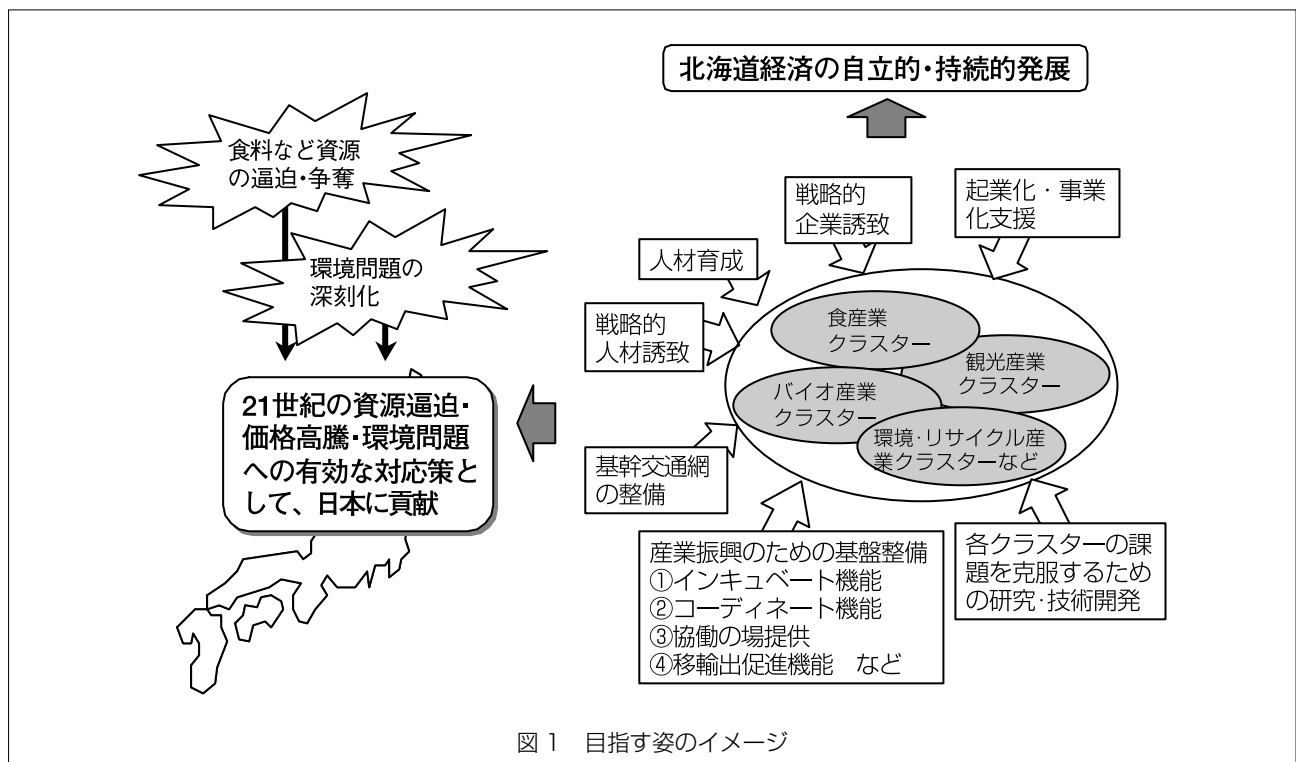 北海道経済の自立的・持続的発展
食料など資源
の逼迫・争奪
環境問題の
深刻化
21世紀の資源逼迫・
価格高騰・環境問題
への有効な対応策と
して、日本に貢献
戦略的
企業誘致
起業化・事業
化支援
人材育成
戦略的
人材誘致
食産業
クラスター
観光産業
クラスター
バイオ産業
クラスター
環境・リサイクル産
業クラスターなど
基幹交通網
の整備
産業振興のための基盤整備
①インキュベート機能
②コーディネート機能
③協働の場提供
④移輸出促進機能　など
各クラスターの課
題を克服するため
の研究・技術開発
図1　目指す姿のイメージ